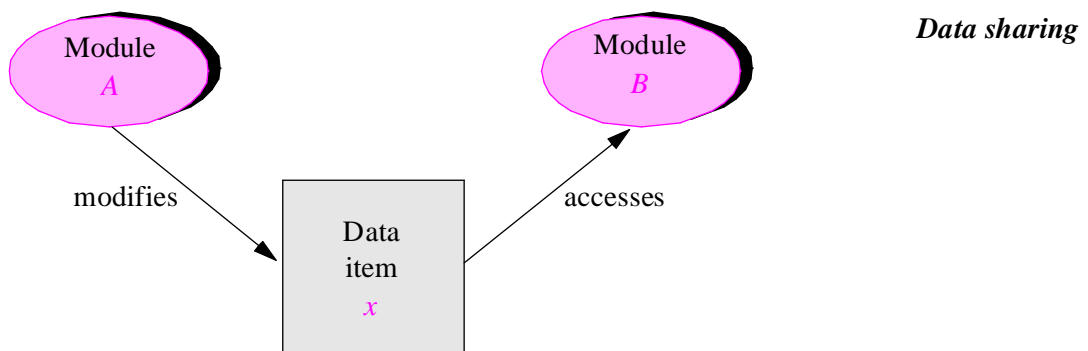 Module
A
Module
B
Data sharing
modifies
accesses
Data
item
x